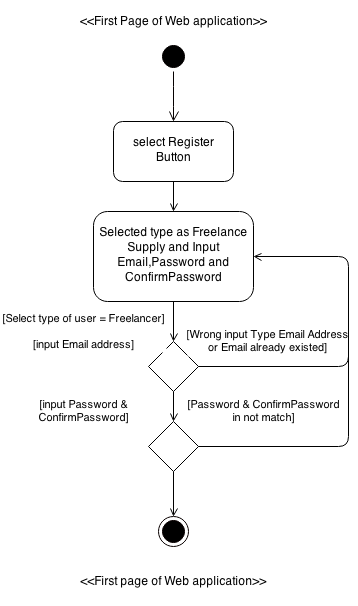 <<First Page of Web application>>
select Register
Button
Selected type as Freelance
Supply and Input
Email,Password and
ConfirmPassword
[Select type of user = Freelancer]
[Wrong input Type Email Address
or Email already existed]
[input Email address]
[input Password &
ConfirmPassword]
[Password & ConfirmPassword
in not match]
<<First page of Web application>>